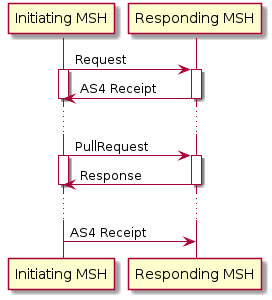 Initiating MSH
Responding MSH
Request
AS4 Receipt
PullRequest
Response
AS4 Receipt
Initiating MSH
Responding MSH